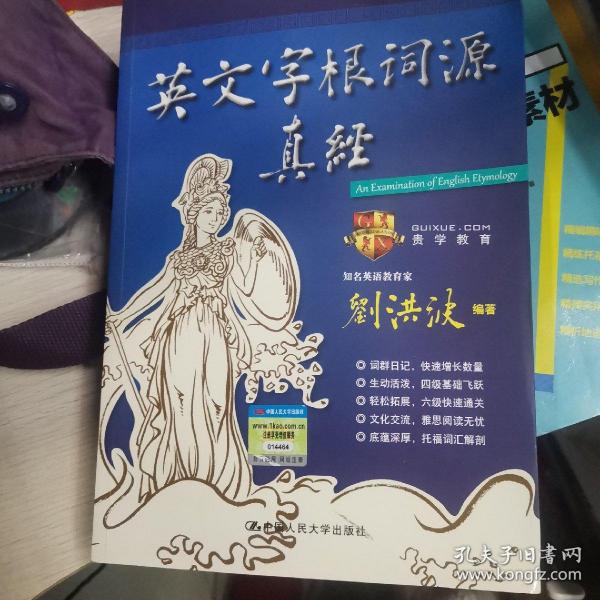 英文字根词源
真經
An Examination of English Etymology
GUIXUE.COM
贵学教育
知名英语教育家
劉洪波 编著
◎ 词群日记，快速增长数量
◎ 生动活泼，四级基础飞跃
◎ 轻松拓展，六级快速通关
◎ 文化交流，雅思阅读无忧
◎ 底蕴深厚，托福词汇解剖
中国人民大学出版社
www.1kao.com.cn
014464
中国人民大学出版社
素材
孔夫子旧书网
www.kongfz.com